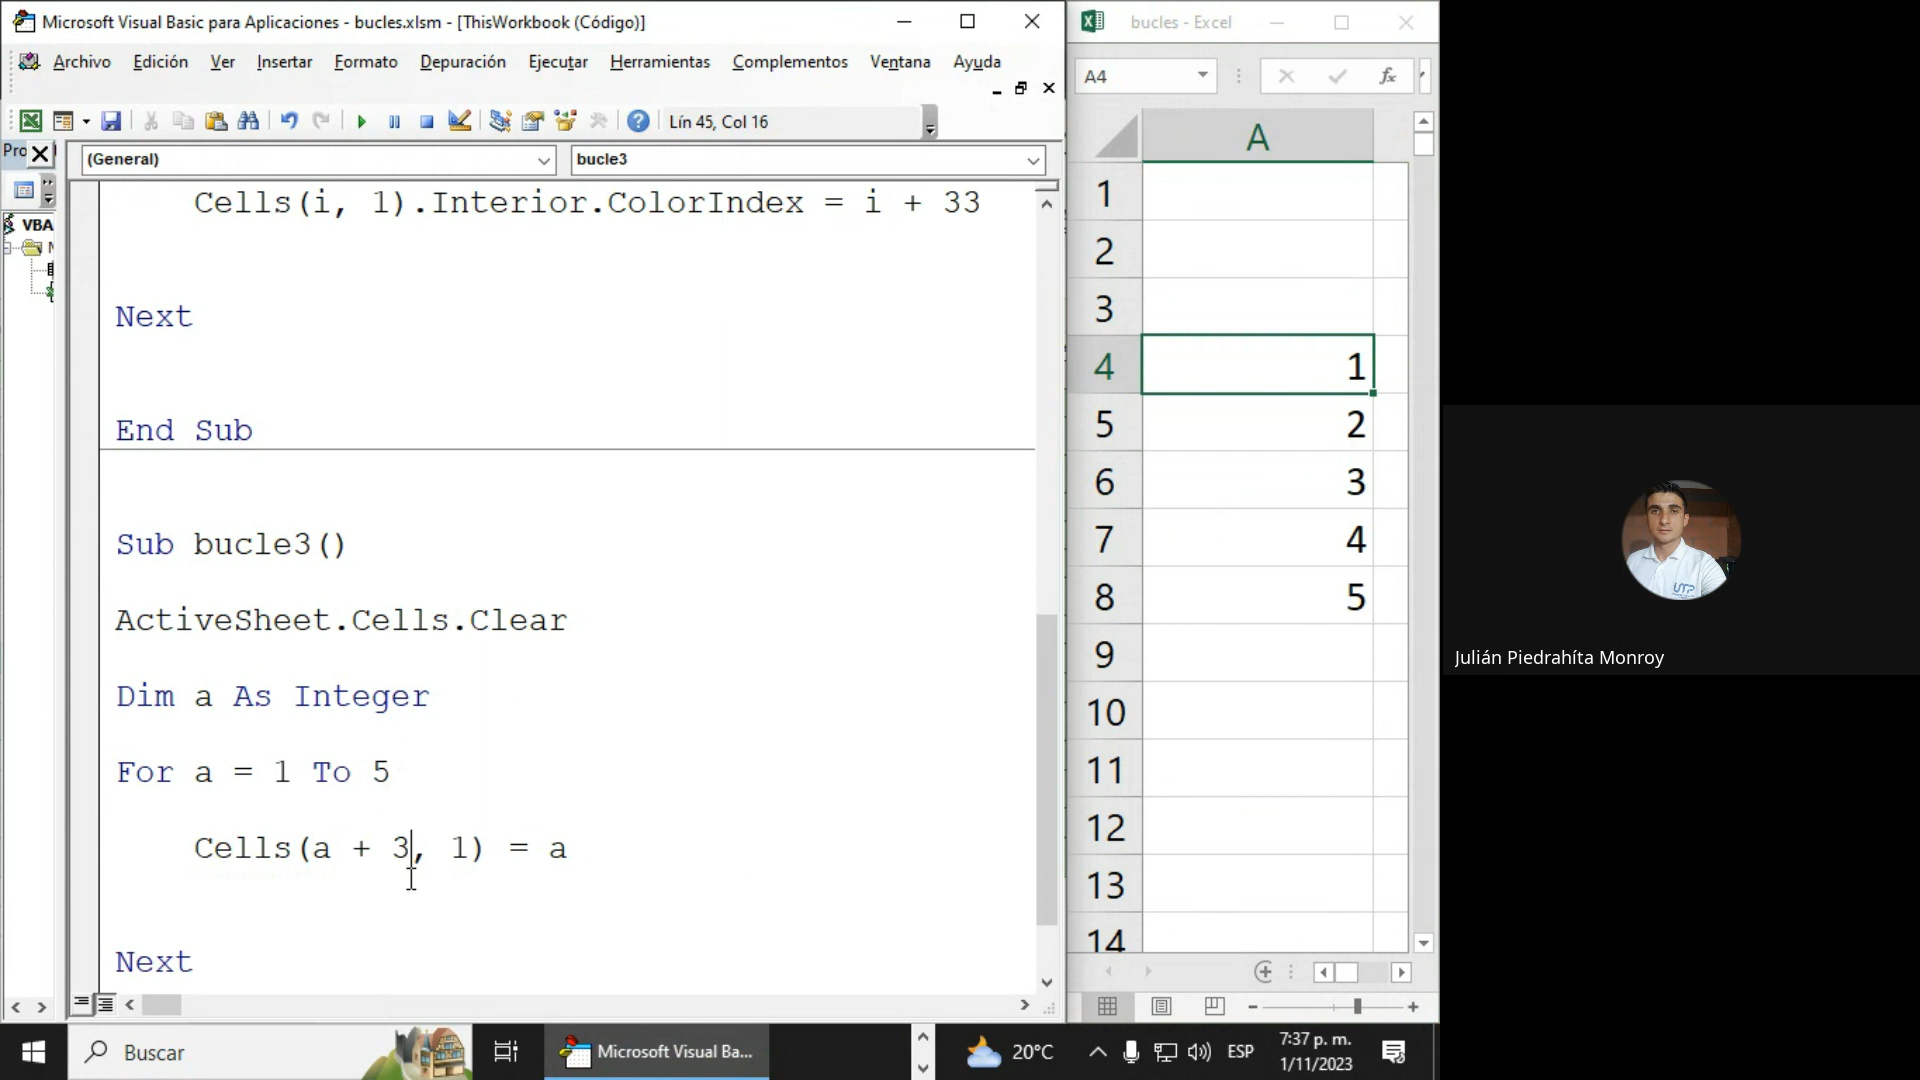 Microsoft Visual Basic para Aplicaciones - bucles.xlsm - [ThisWorkbook (Código)]
Archivo Edición Ver Insertar Formato Depuración Ejecutar Herramientas Complementos Ventana Ayuda
Lín 45, Col 16
Pro
(General) bucle3
VBA
Cells(i, 1).Interior.ColorIndex = i + 33
Next
End Sub
Sub bucle3()
ActiveSheet.Cells.Clear
Dim a As Integer
For a = 1 To 5
Cells(a + 3, 1) = a
Next
bucles - Excel
A4 fx
A
1
2
3
4 1
5 2
6 3
7 4
8 5
9
10
11
12
13
14
Julián Piedrahíta Monroy
UTP
Buscar
Microsoft Visual Ba...
20°C
ESP
7:37 p. m.
1/11/2023